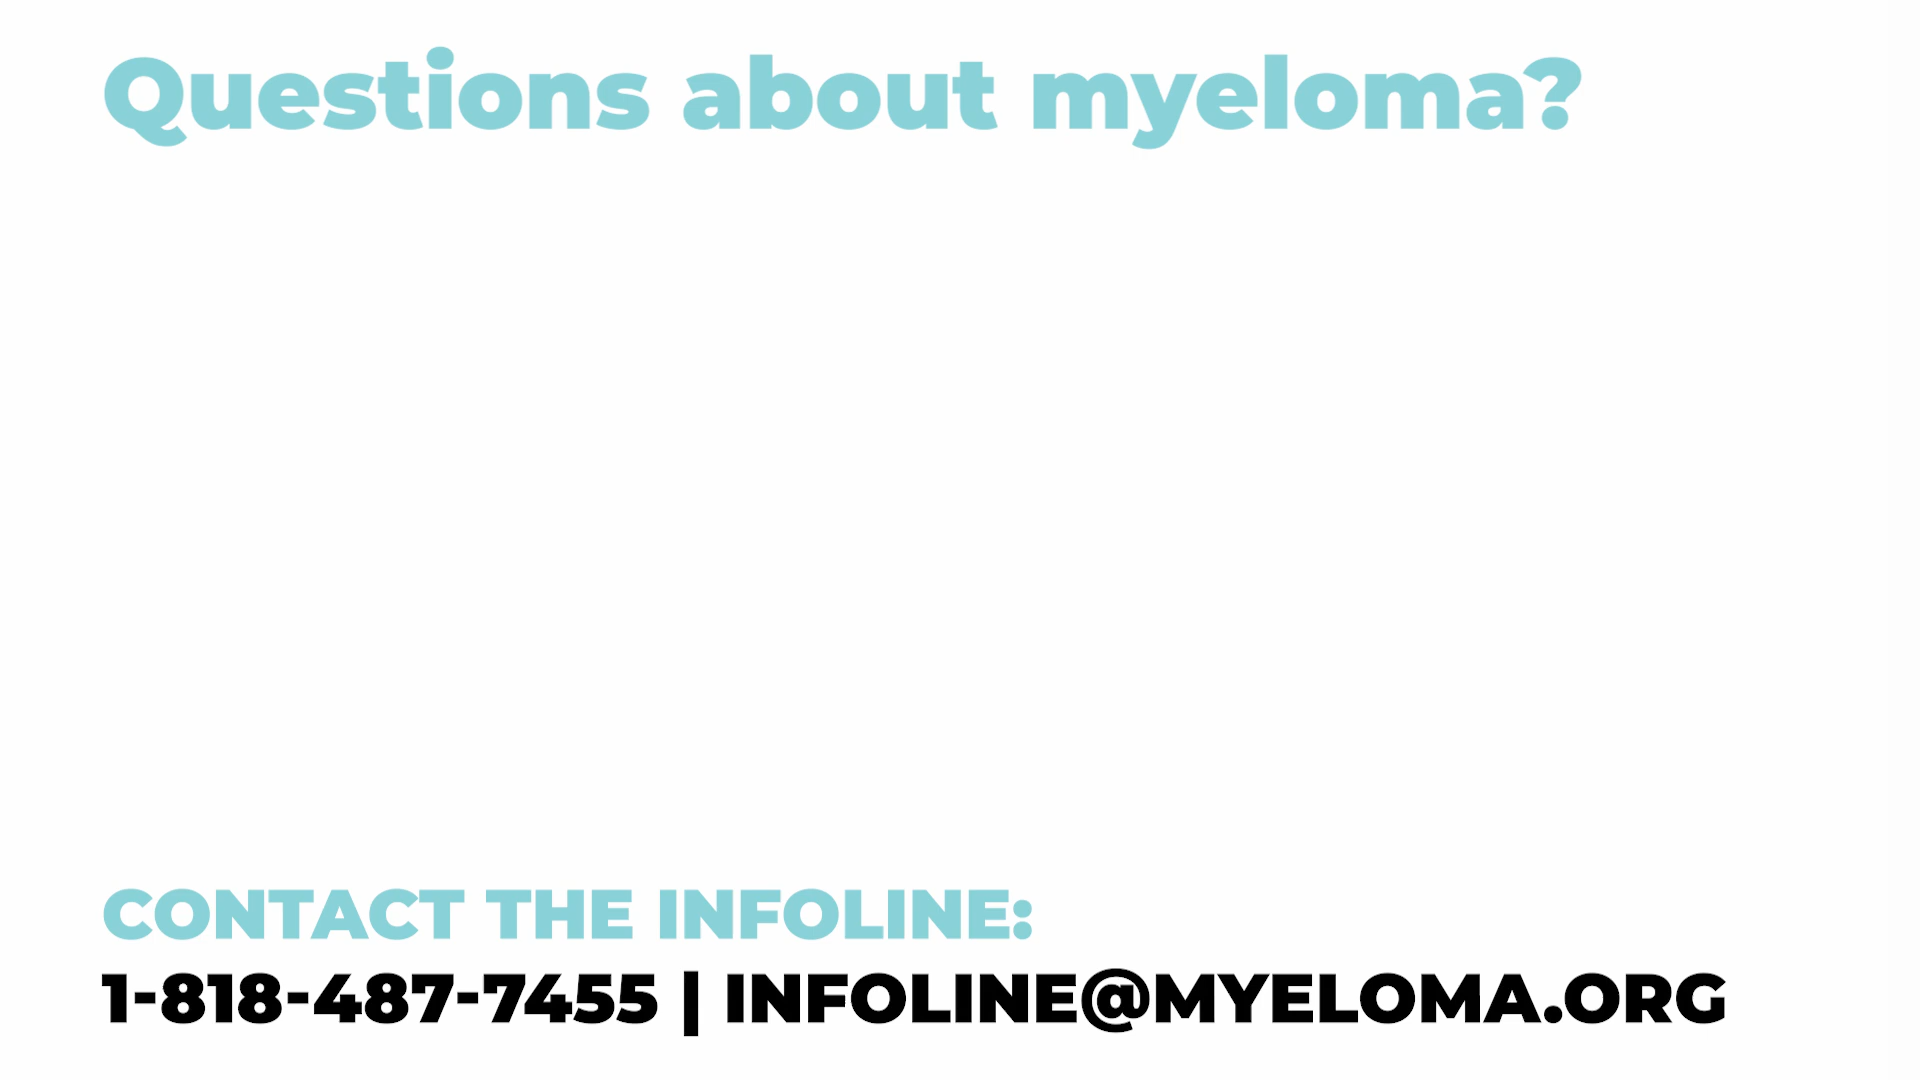 Questions about myeloma?
CONTACT THE INFOLINE:
1-818-487-7455 | INFOLINE@MYELOMA.ORG